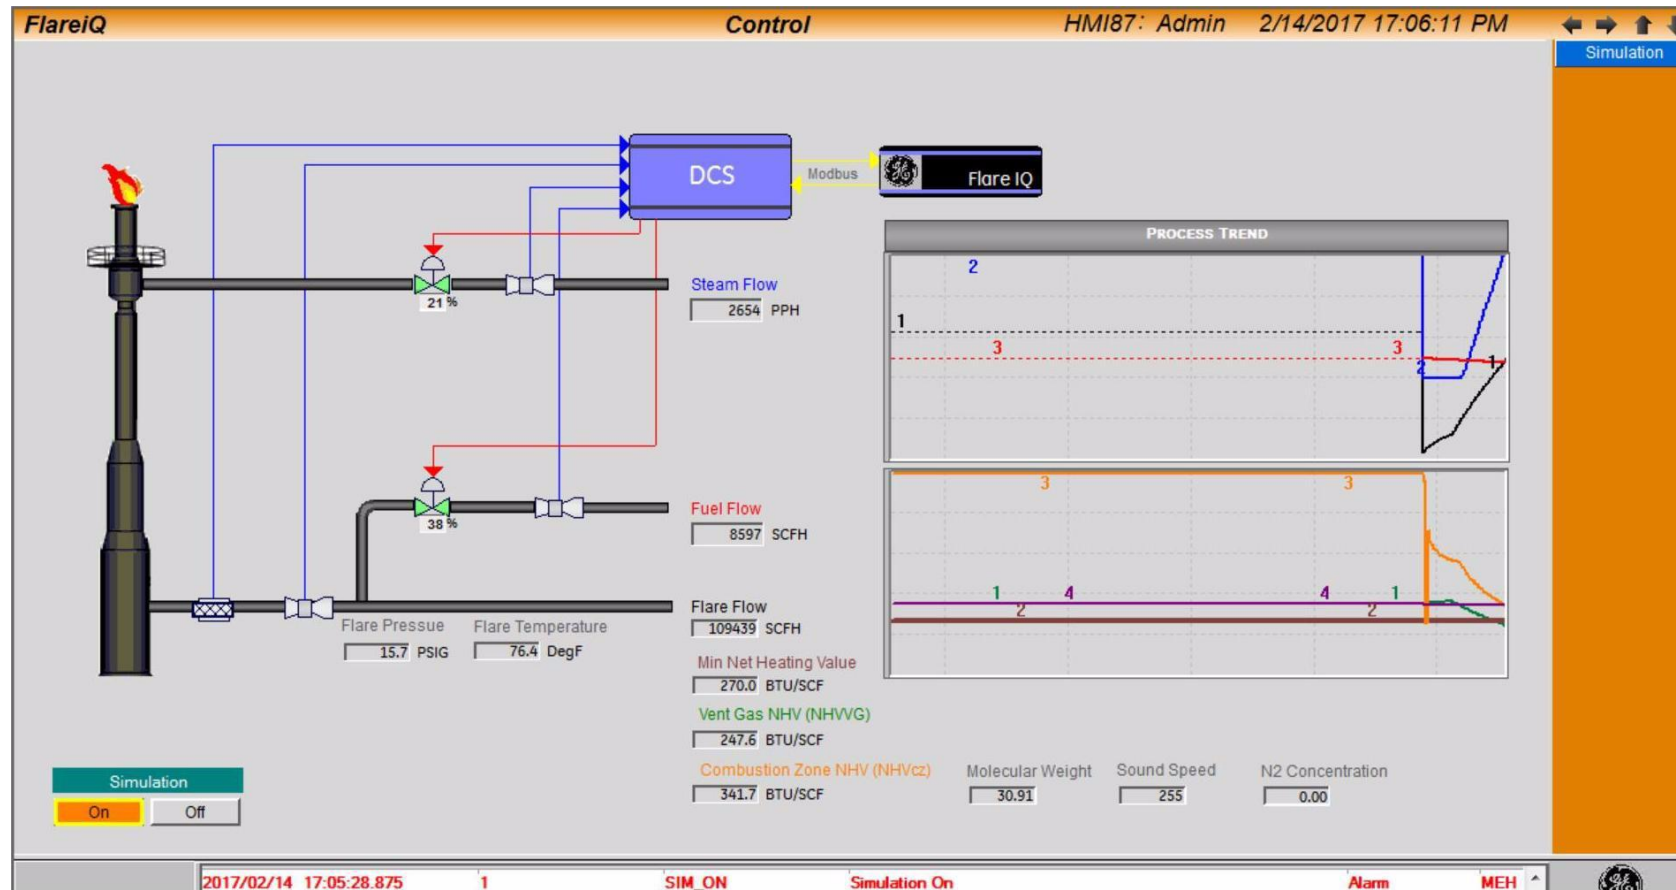 FlareiQ Control HMI87: Admin 2/14/2017 17:06:11 PM
Simulation
DCS
Modbus
Flare IQ
PROCESS TREND
2
1
3 3
2 1
21 %
Steam Flow
2654 PPH
3 3
38 %
Fuel Flow
8597 SCFH
1 4 4 1
2 2
Flare Flow
109439 SCFH
Flare Pressue Flare Temperature
15.7 PSIG 76.4 DegF
Min Net Heating Value
270.0 BTU/SCF
Vent Gas NHV (NHVVG)
247.6 BTU/SCF
Combustion Zone NHV (NHVcz) Molecular Weight Sound Speed N2 Concentration
341.7 BTU/SCF 30.91 255 0.00
Simulation
On Off
2017/02/14 17:05:28.875 1 SIM_ON Simulation On Alarm MEH